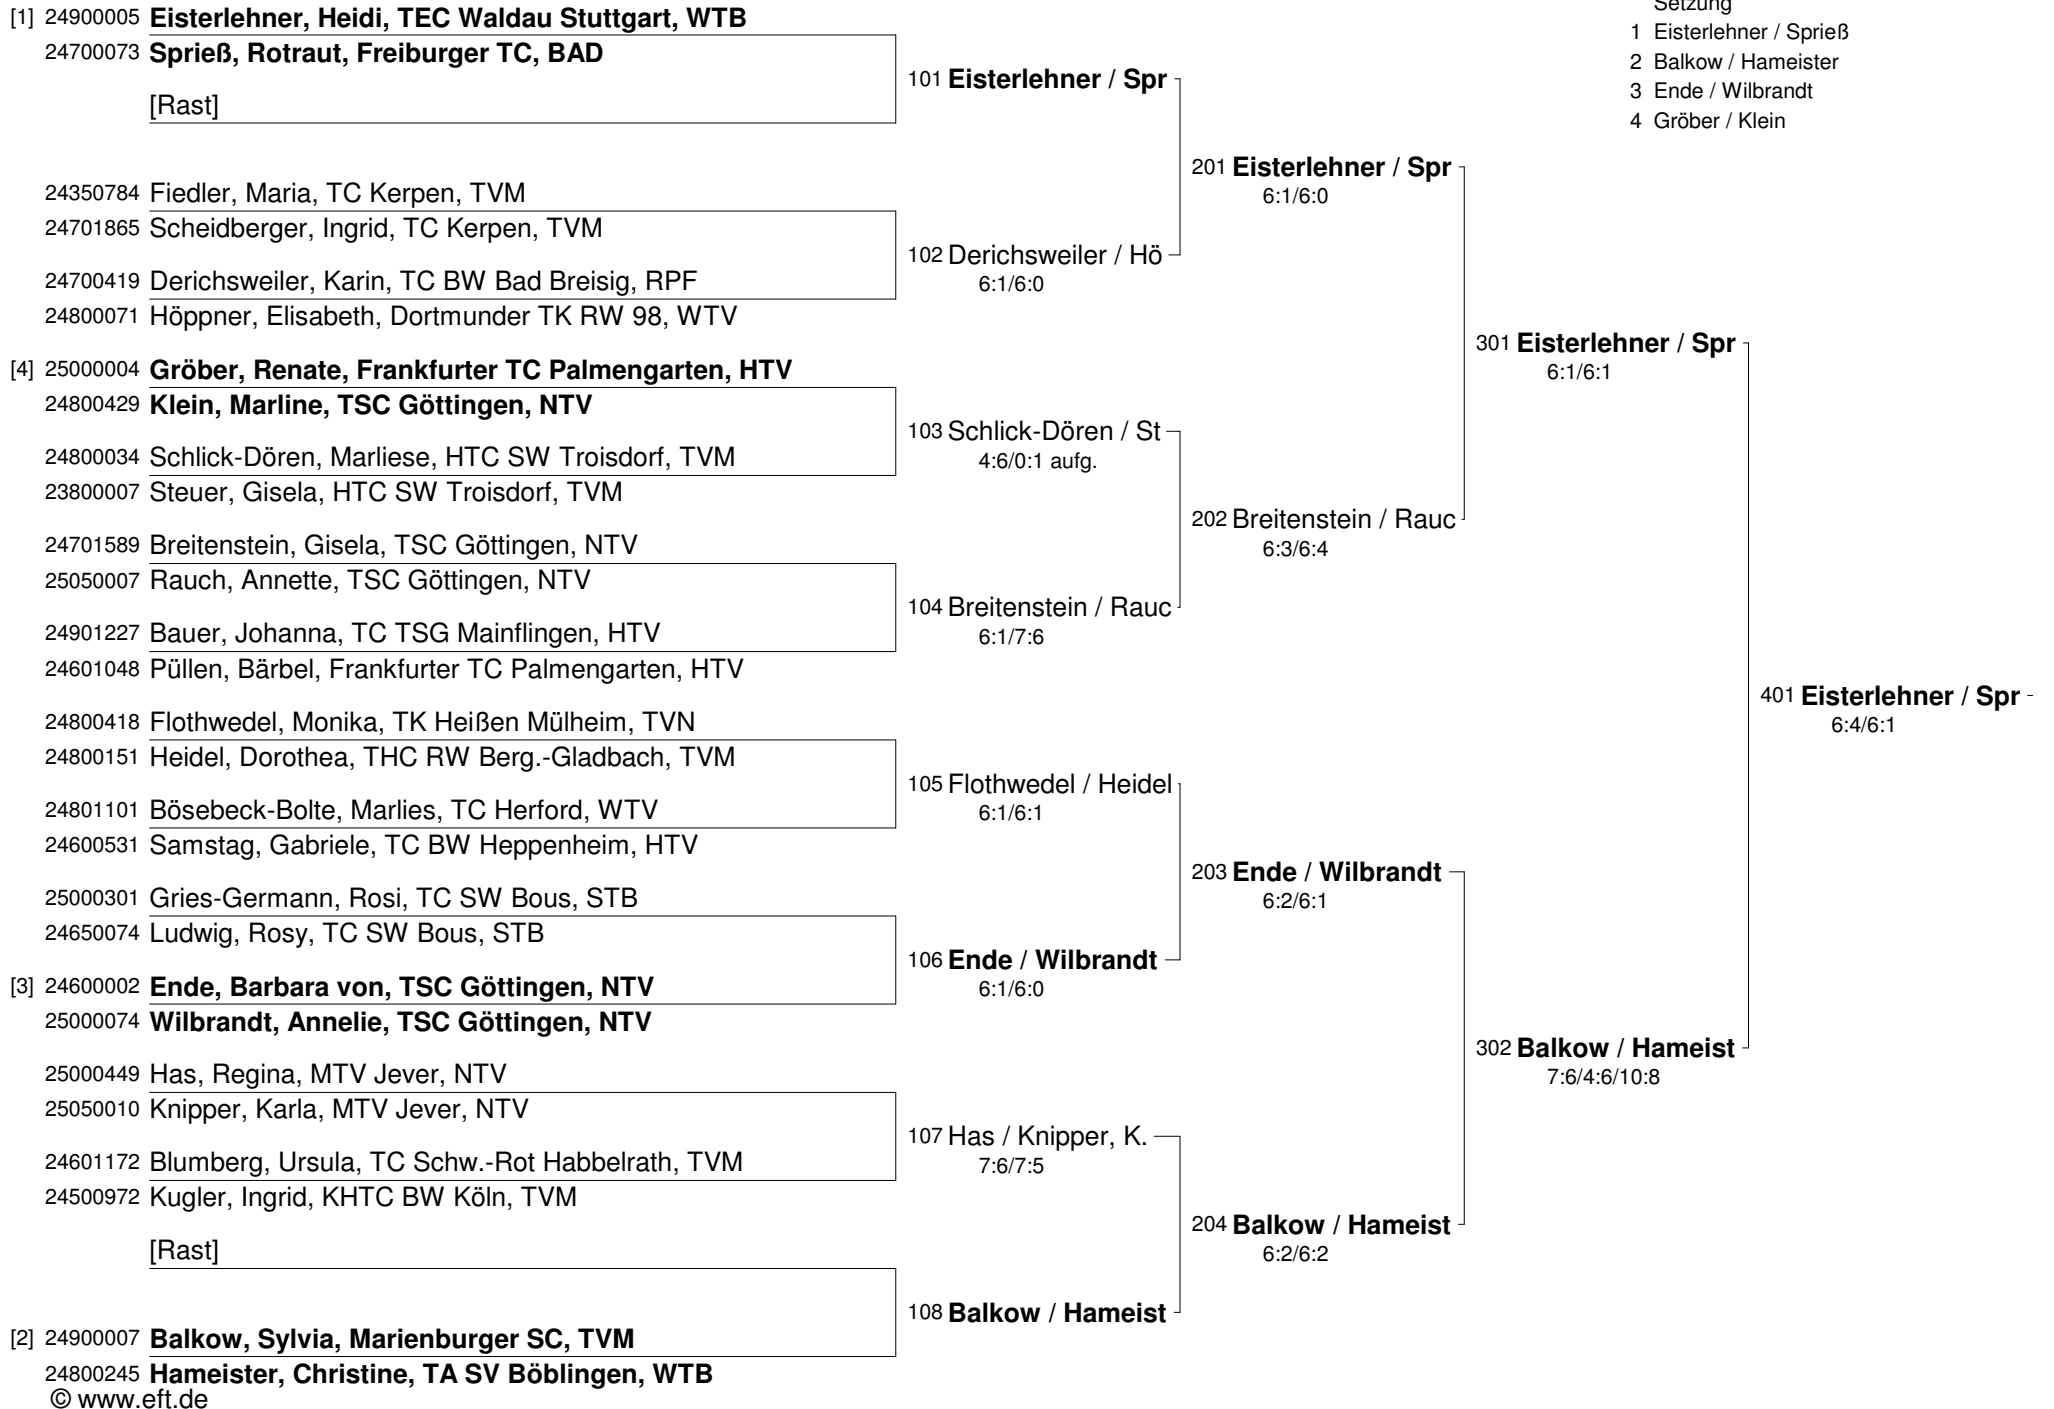 [1] 24900005 Eisterlehner, Heidi, TEC Waldau Stuttgart, WTB
24700073 Sprieß, Rotraut, Freiburger TC, BAD
[Rast]
24350784 Fiedler, Maria, TC Kerpen, TVM
24701865 Scheidberger, Ingrid, TC Kerpen, TVM
24700419 Derichsweiler, Karin, TC BW Bad Breisig, RPF
24800071 Höppner, Elisabeth, Dortmunder TK RW 98, WTV
[4] 25000004 Gröber, Renate, Frankfurter TC Palmengarten, HTV
24800429 Klein, Marline, TSC Göttingen, NTV
24800034 Schlick-Dören, Marliese, HTC SW Troisdorf, TVM
23800007 Steuer, Gisela, HTC SW Troisdorf, TVM
24701589 Breitenstein, Gisela, TSC Göttingen, NTV
25050007 Rauch, Annette, TSC Göttingen, NTV
24901227 Bauer, Johanna, TC TSG Mainflingen, HTV
24601048 Püllen, Bärbel, Frankfurter TC Palmengarten, HTV
24800418 Flothwedel, Monika, TK Heißen Mülheim, TVN
24800151 Heidel, Dorothea, THC RW Berg.-Gladbach, TVM
24801101 Bösebeck-Bolte, Marlies, TC Herford, WTV
24600531 Samstag, Gabriele, TC BW Heppenheim, HTV
25000301 Gries-Germann, Rosi, TC SW Bous, STB
24650074 Ludwig, Rosy, TC SW Bous, STB
[3] 24600002 Ende, Barbara von, TSC Göttingen, NTV
25000074 Wilbrandt, Annelie, TSC Göttingen, NTV
25000449 Has, Regina, MTV Jever, NTV
25050010 Knipper, Karla, MTV Jever, NTV
24601172 Blumberg, Ursula, TC Schw.-Rot Habbelrath, TVM
24500972 Kugler, Ingrid, KHTC BW Köln, TVM
[Rast]
[2] 24900007 Balkow, Sylvia, Marienburger SC, TVM
24800245 Hameister, Christine, TA SV Böblingen, WTB
© www.eft.de
101 Eisterlehner / Spr
102 Derichsweiler / Hö
6:1/6:0
103 Schlick-Dören / St
4:6/0:1 aufg.
104 Breitenstein / Rauc
6:1/7:6
105 Flothwedel / Heidel
6:1/6:1
106 Ende / Wilbrandt
6:1/6:0
107 Has / Knipper, K.
7:6/7:5
108 Balkow / Hameist
201 Eisterlehner / Spr
6:1/6:0
202 Breitenstein / Rauc
6:3/6:4
203 Ende / Wilbrandt
6:2/6:1
204 Balkow / Hameist
6:2/6:2
301 Eisterlehner / Spr
6:1/6:1
302 Balkow / Hameist
7:6/4:6/10:8
401 Eisterlehner / Spr
6:4/6:1
Setzung
1 Eisterlehner / Sprieß
2 Balkow / Hameister
3 Ende / Wilbrandt
4 Gröber / Klein